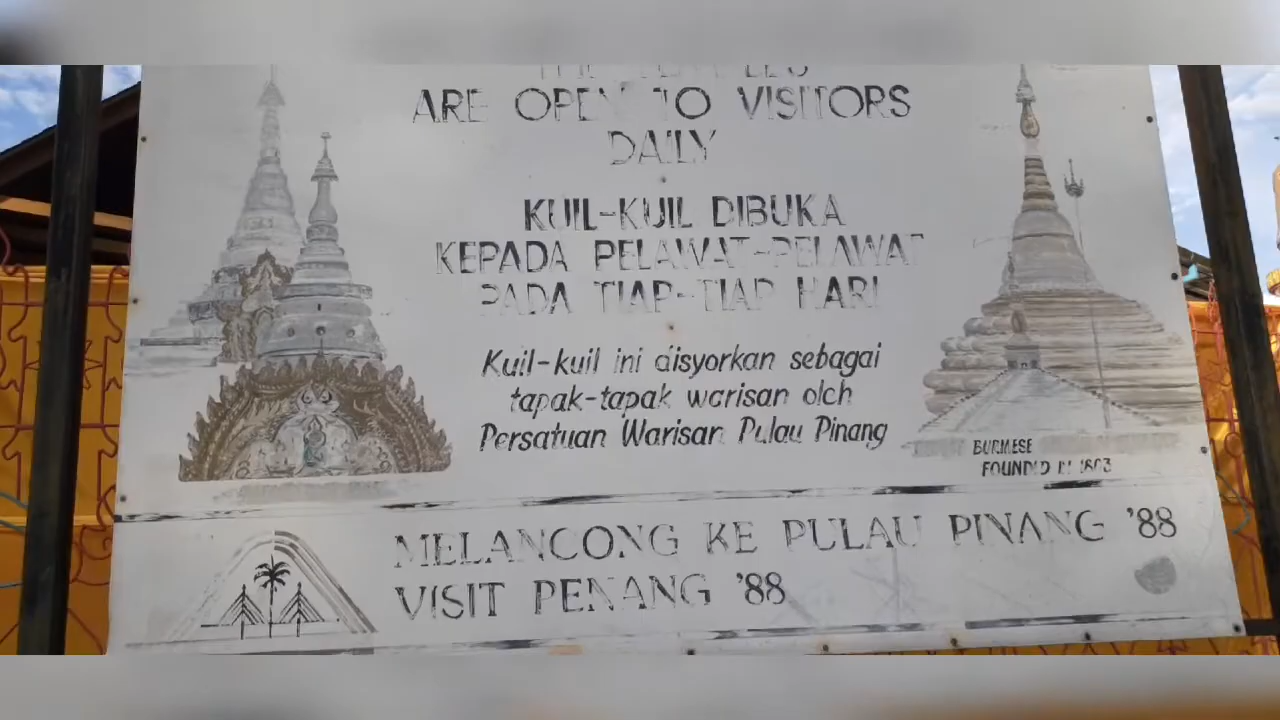 ARE OPEN TO VISITORS
DAILY
KUIL-KUIL DIBUKA
KEPADA PELAWAT-PELAWAT
PADA TIAP-TIAP HARI
Kuil-kuil ini disyorkan sebagai
tapak-tapak warisan oleh
Persatuan Warisan Pulau Pinang
BURMESE
FOUNDED IN 1803
MELANCONG KE PULAU PINANG '88
VISIT PENANG '88